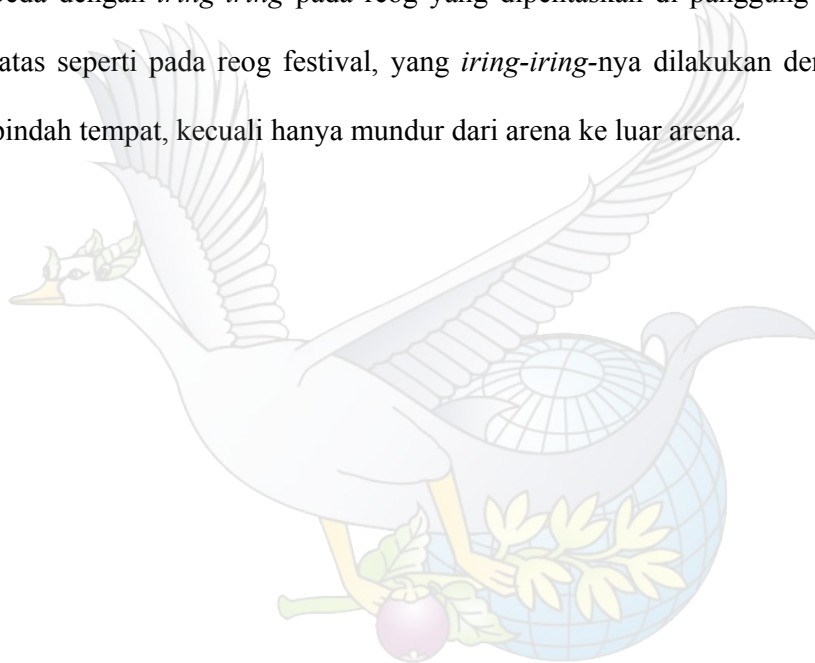 dengan iring-iring pada reog yang dipentaskan di panggung
atas seperti pada reog festival, yang iring-iring-nya dilakukan
pindah tempat, kecuali hanya mundur dari arena ke luar arena.